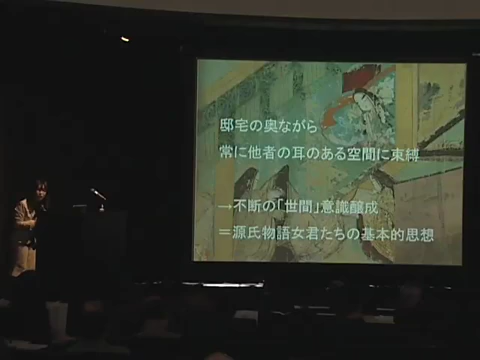 邸宅の奥ながら
常に他者の耳のある空間に束縛
→不断の「世間」意識醸成
＝源氏物語女君たちの基本的思想